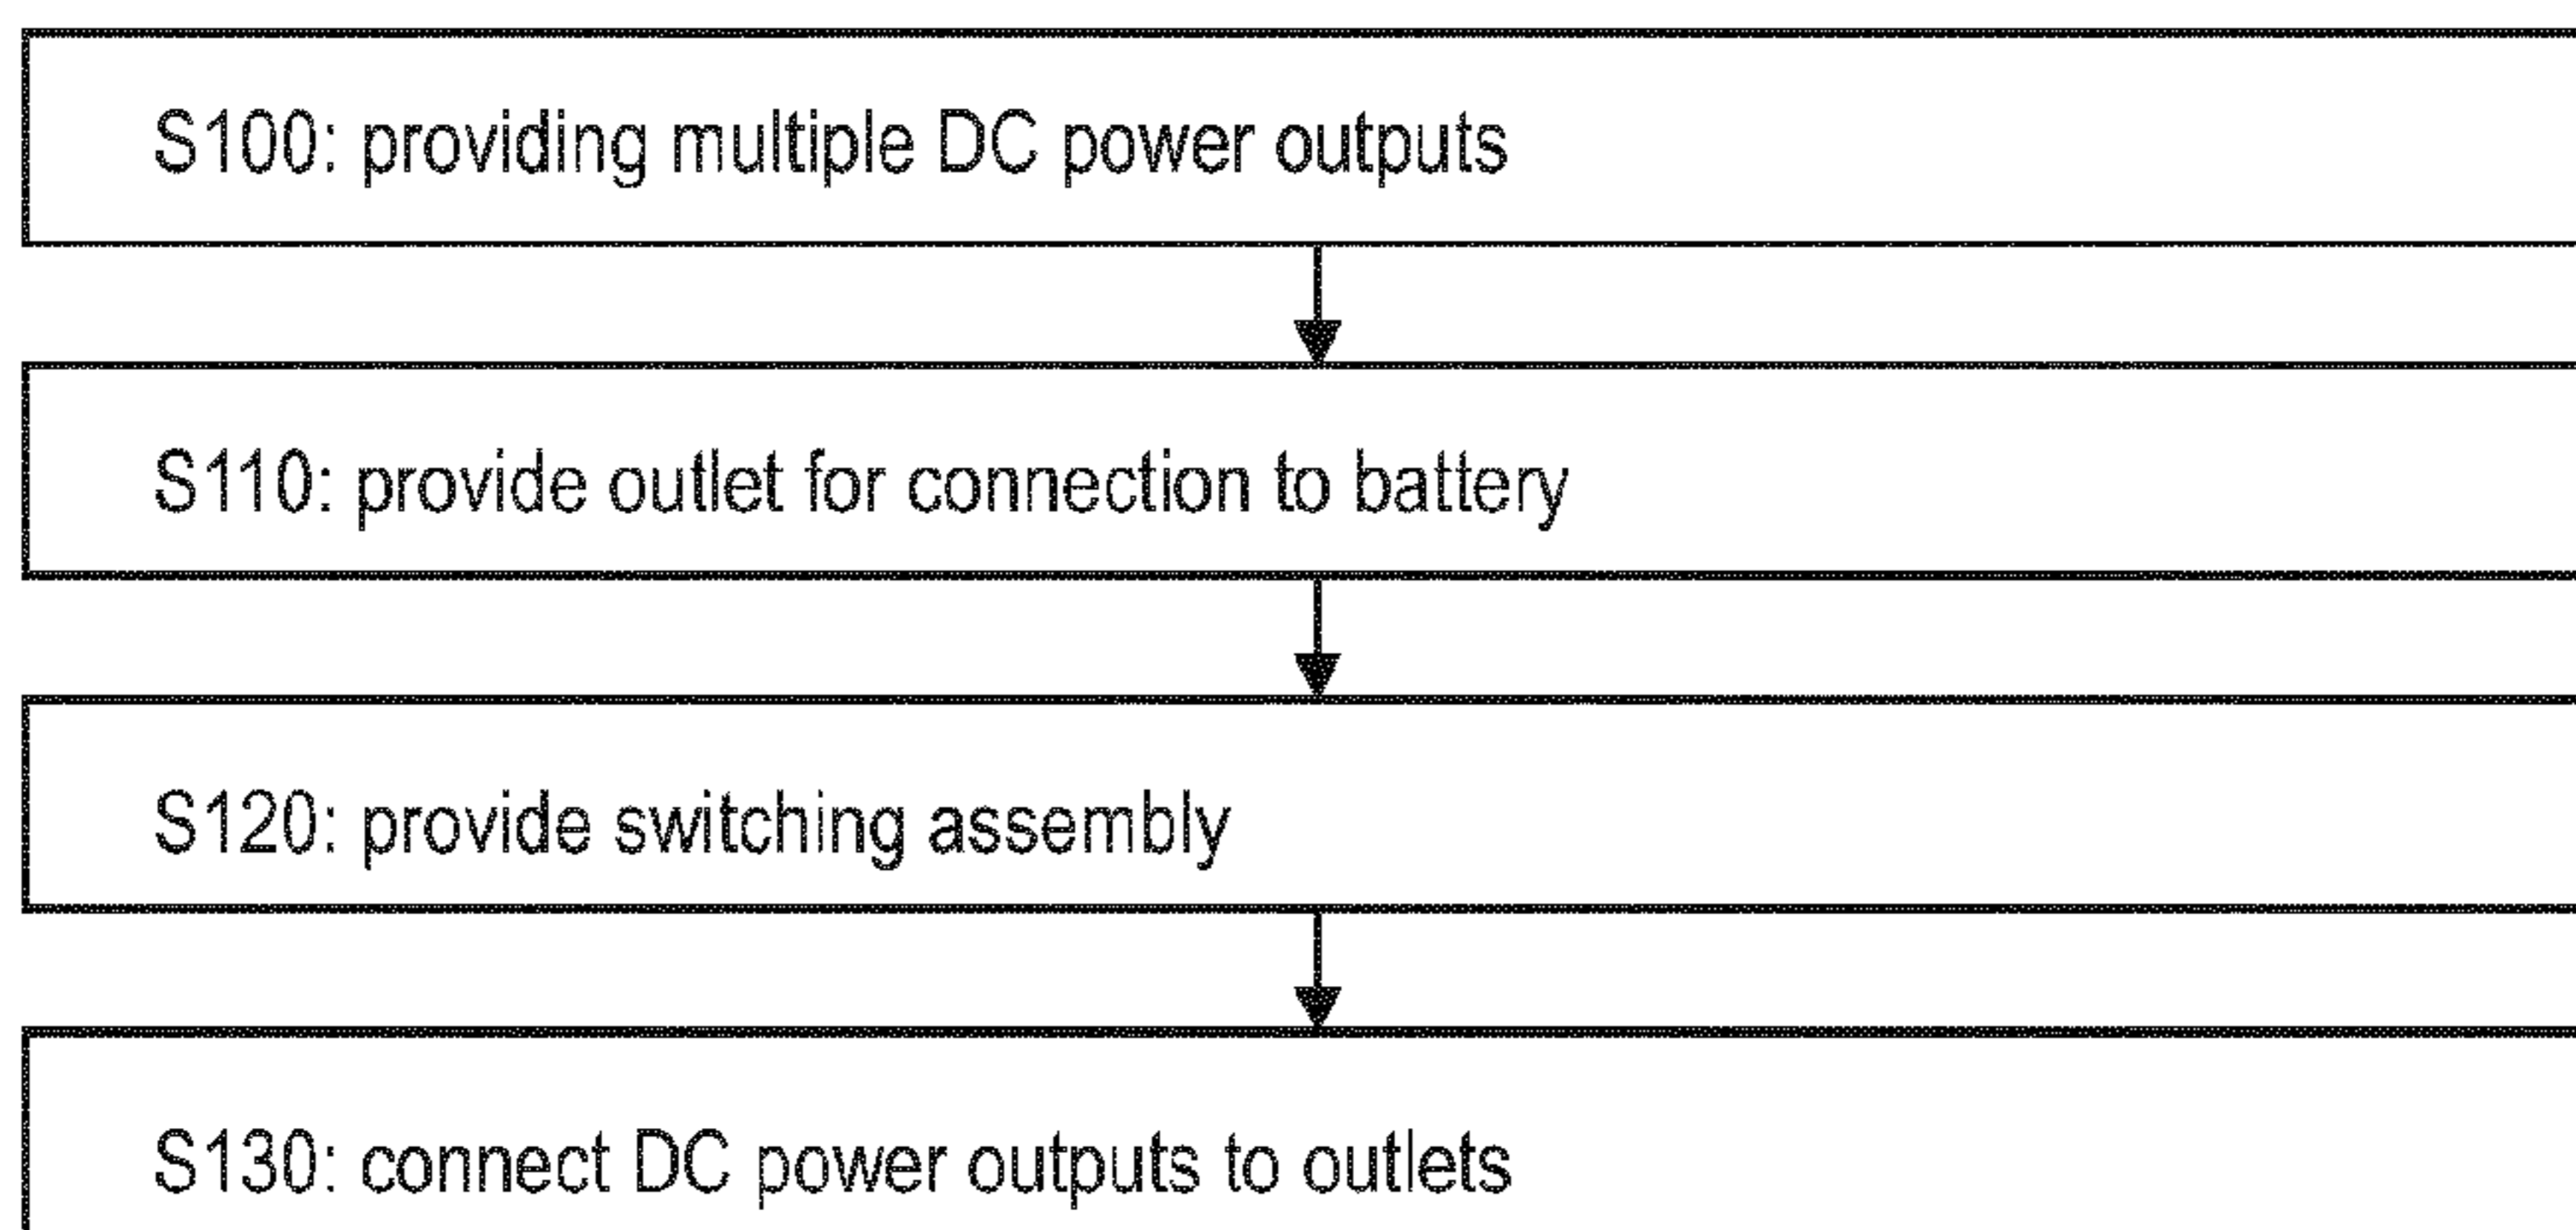 S100: providing multiple DC power outputs
S110: provide outlet for connection to battery
S120: provide switching assembly
S130: connect DC power outputs to outlets